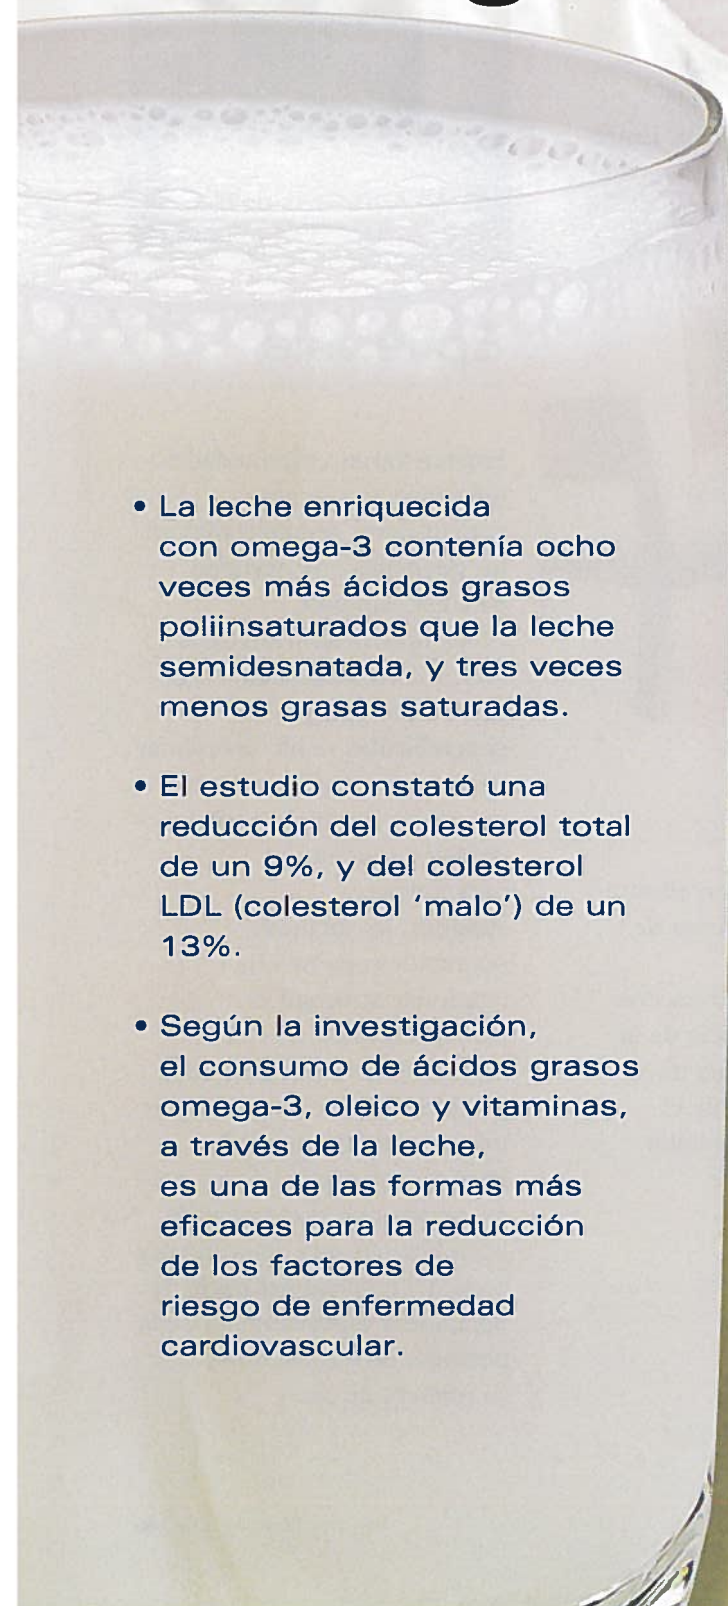 • La leche enriquecida
con omega-3 contenía ocho
veces más ácidos grasos
poliinsaturados que la leche
semidesnatada, y tres veces
menos grasas saturadas.
• El estudio constató una
reducción del colesterol total
de un 9%, y del colesterol
LDL (colesterol ‘malo’) de un
13%.
• Según la investigación,
el consumo de ácidos grasos
omega-3, oleico y vitaminas,
a través de la leche,
es una de las formas más
eficaces para la reducción
de los factores de
riesgo de enfermedad
cardiovascular.